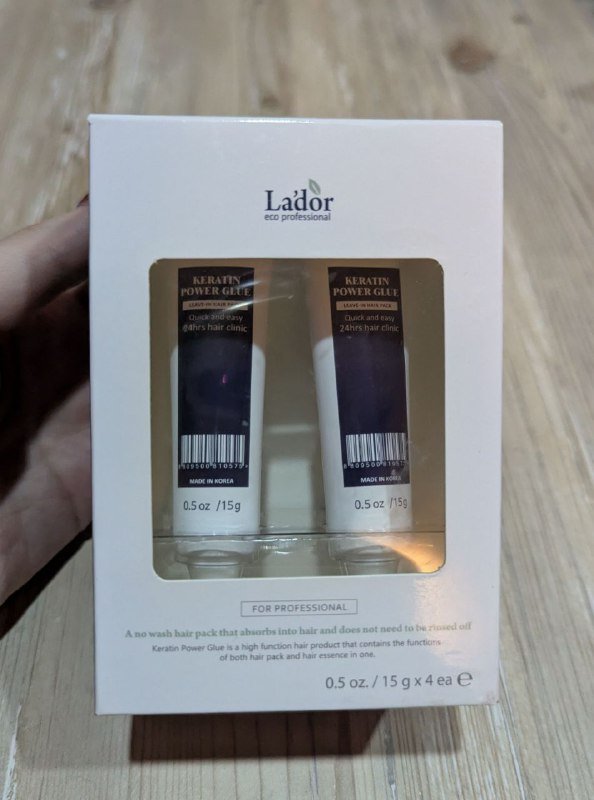 La'dor
eco professional
KERATIN
POWER GLUE
LEAVE-IN HAIR PACK
Quick and easy
24hrs hair clinic
8809500810575>
MADE IN KOREA
0.5 oz /15g
KERATIN
POWER GLUE
LEAVE-IN HAIR PACK
Quick and easy
24hrs hair clinic
MADE IN KOREA
0.5 oz /15g
FOR PROFESSIONAL
A no wash hair pack that absorbs into hair and does not need to be rinsed off
Keratin Power Glue is a high function hair product that contains the functions
of both hair pack and hair essence in one.
0.5 oz. / 15 g x 4 ea ℮